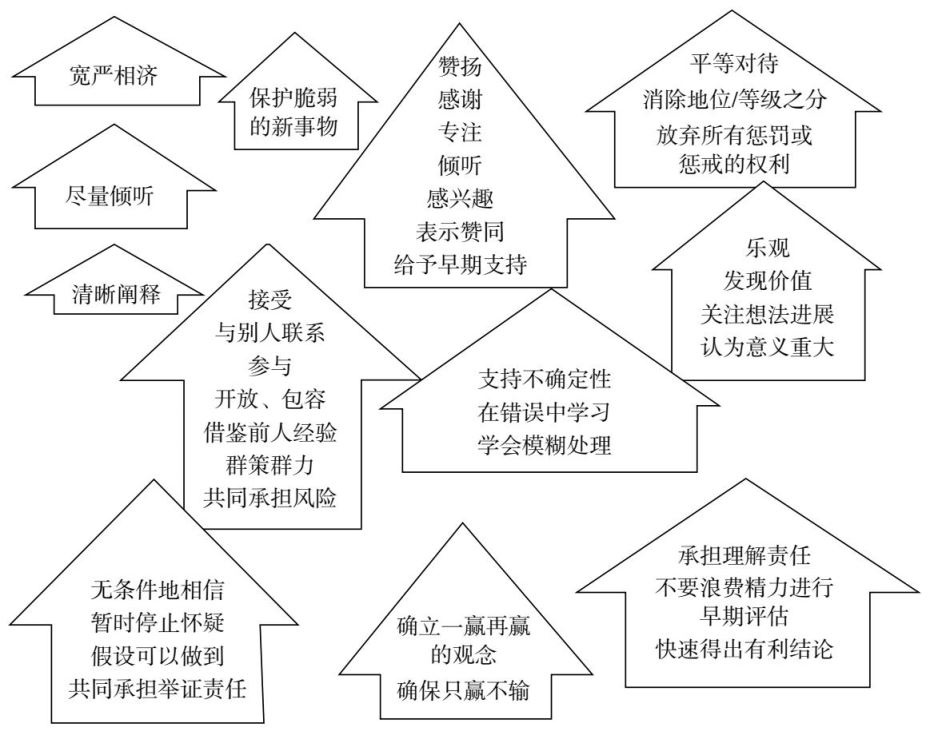 宽严相济
保护脆弱
的新事物
赞扬
感谢
专注
倾听
感兴趣
表示赞同
给予早期支持
平等对待
消除地位/等级之分
放弃所有惩罚或
惩戒的权利
尽量倾听
清晰阐释
接受
与别人联系
参与
开放、包容
借鉴前人经验
群策群力
共同承担风险
乐观
发现价值
关注想法进展
认为意义重大
支持不确定性
在错误中学习
学会模糊处理
无条件地相信
暂时停止怀疑
假设可以做到
共同承担举证责任
确立一赢再赢
的观念
确保只赢不输
承担理解责任
不要浪费精力进行
早期评估
快速得出有利结论